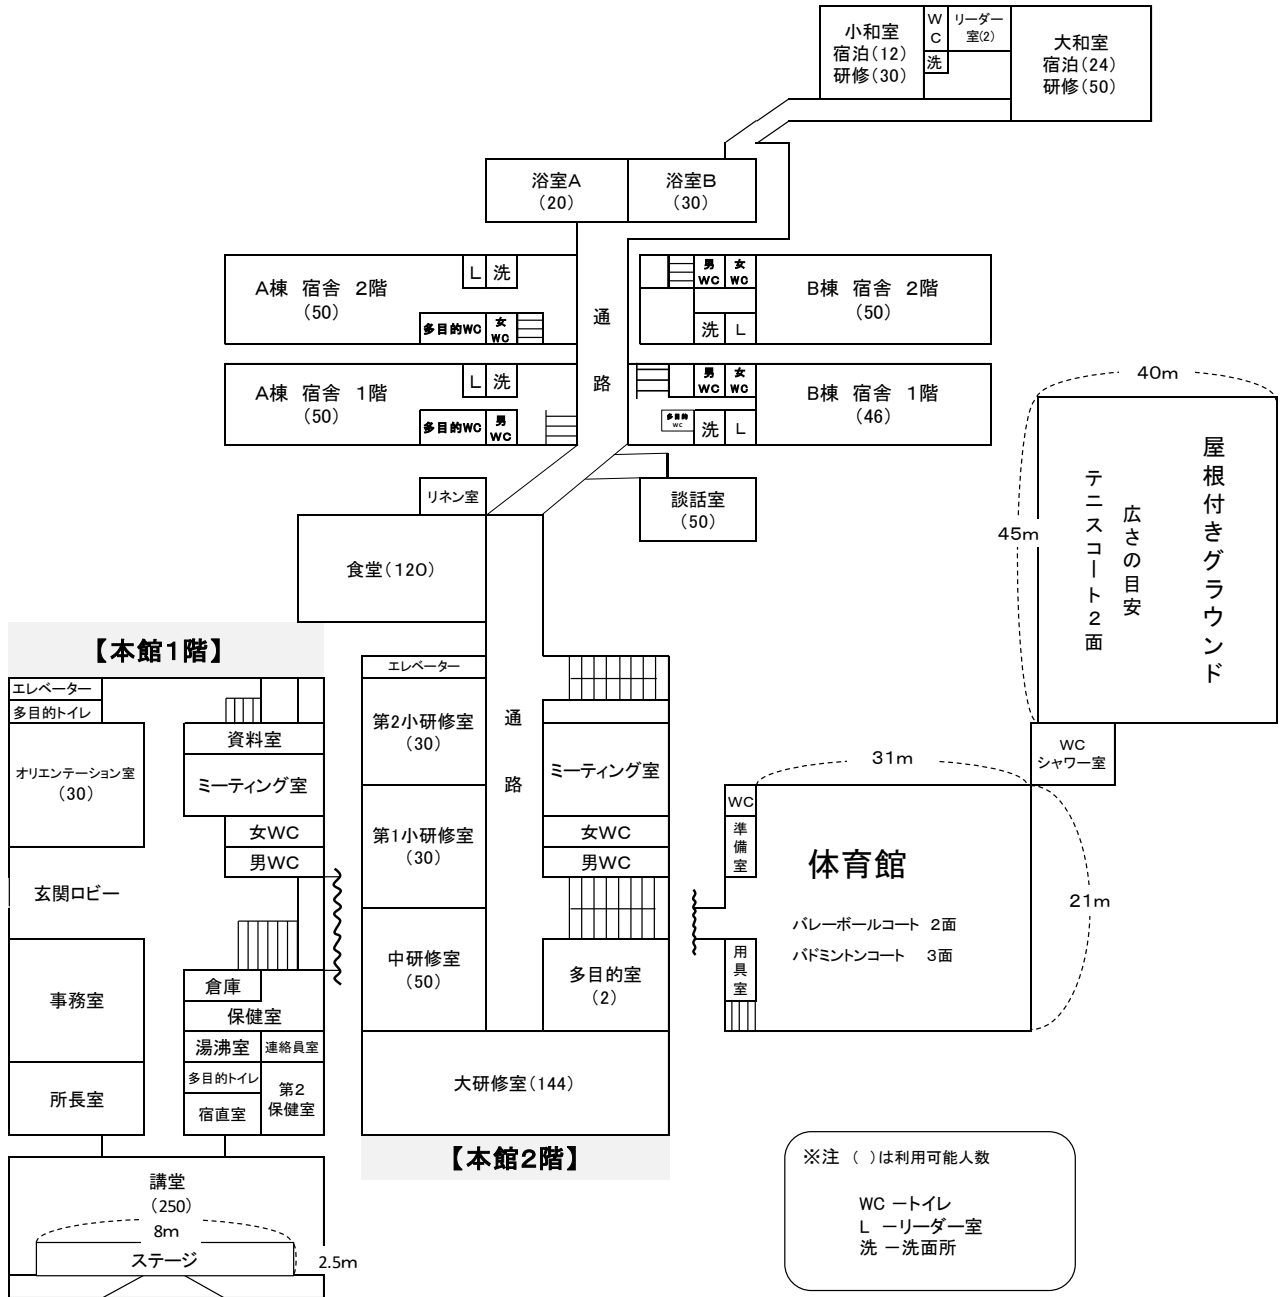 小和室
宿泊(12)
研修(30)
W
C
洗
リーダー
室(2)
大和室
宿泊(24)
研修(50)
浴室A
(20)
浴室B
(30)
A棟 宿舎 2階
(50)
L
洗
多目的WC
女
WC
通
路
男
WC
女
WC
洗
L
B棟 宿舎 2階
(50)
A棟 宿舎 1階
(50)
L
洗
多目的WC
男
WC
男
WC
女
WC
多目的
WC
洗
L
B棟 宿舎 1階
(46)
リネン室
談話室
(50)
食堂(120)
40m
45m
屋根付きグラウンド
広さの目安
テニスコート2面
WC
シャワー室
【本館1階】
エレベーター
多目的トイレ
オリエンテーション室
(30)
資料室
ミーティング室
女WC
男WC
玄関ロビー
事務室
倉庫
保健室
湯沸室
連絡員室
所長室
多目的トイレ
宿直室
第2
保健室
講堂
(250)
8m
ステージ
2.5m
エレベーター
第2小研修室
(30)
通
路
ミーティング室
第1小研修室
(30)
女WC
男WC
中研修室
(50)
多目的室
(2)
大研修室(144)
【本館2階】
31m
21m
WC
準備室
用具室
体育館
バレーボールコート 2面
バドミントンコート 3面
※注 ( )は利用可能人数
WC ートイレ
L ーリーダー室
洗 ー洗面所